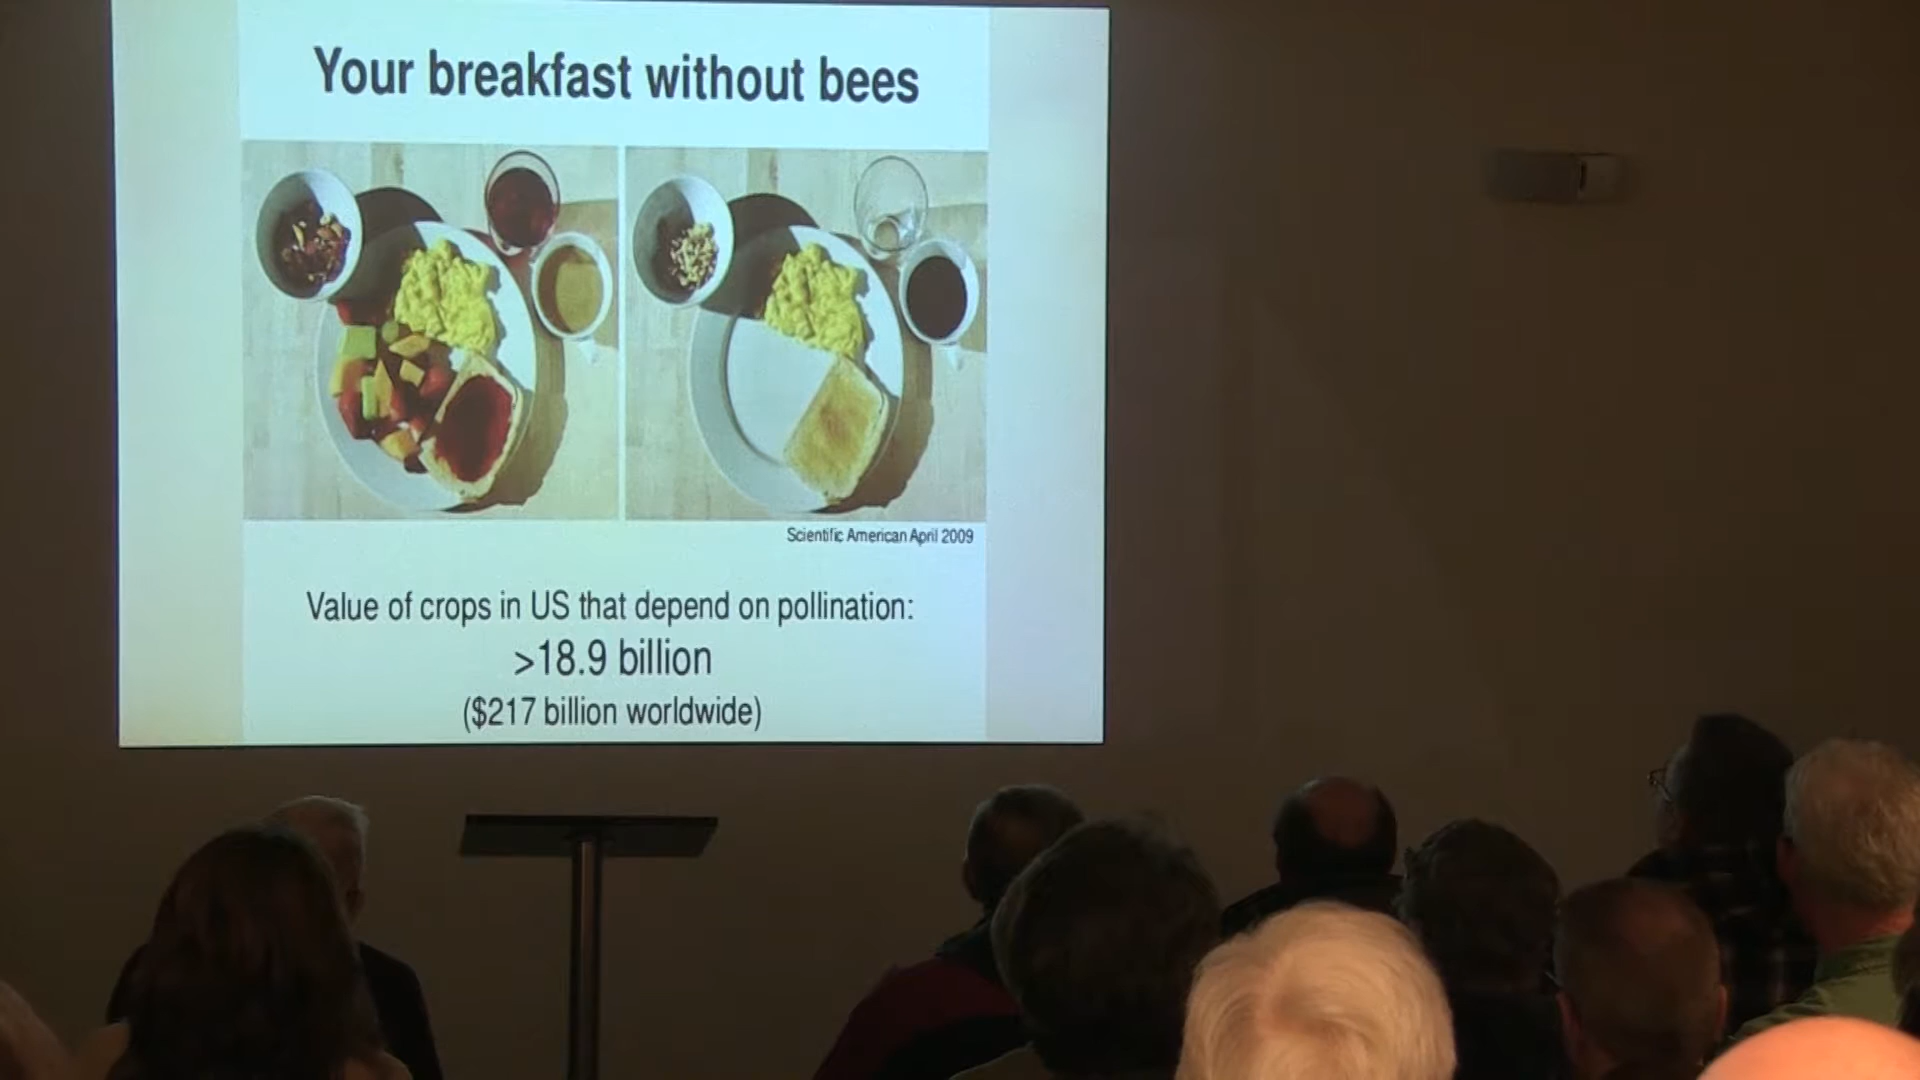 Your breakfast without bees
Scientific American April 2009
Value of crops in US that depend on pollination:
>18.9 billion
($217 billion worldwide)